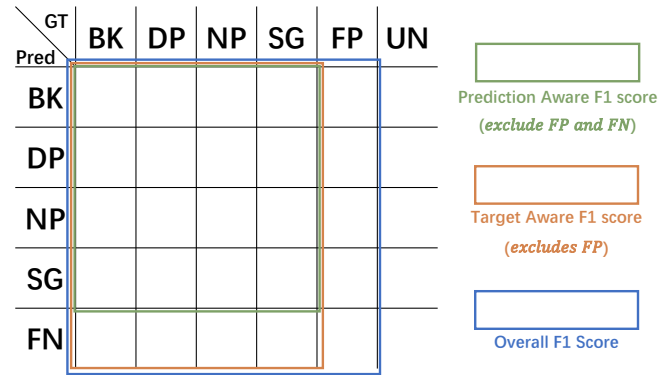 GT
Pred
BK DP NP SG FP UN
BK
DP
NP
SG
FN
Prediction Aware F1 score
(exclude FP and FN)
Target Aware F1 score
(excludes FP)
Overall F1 Score